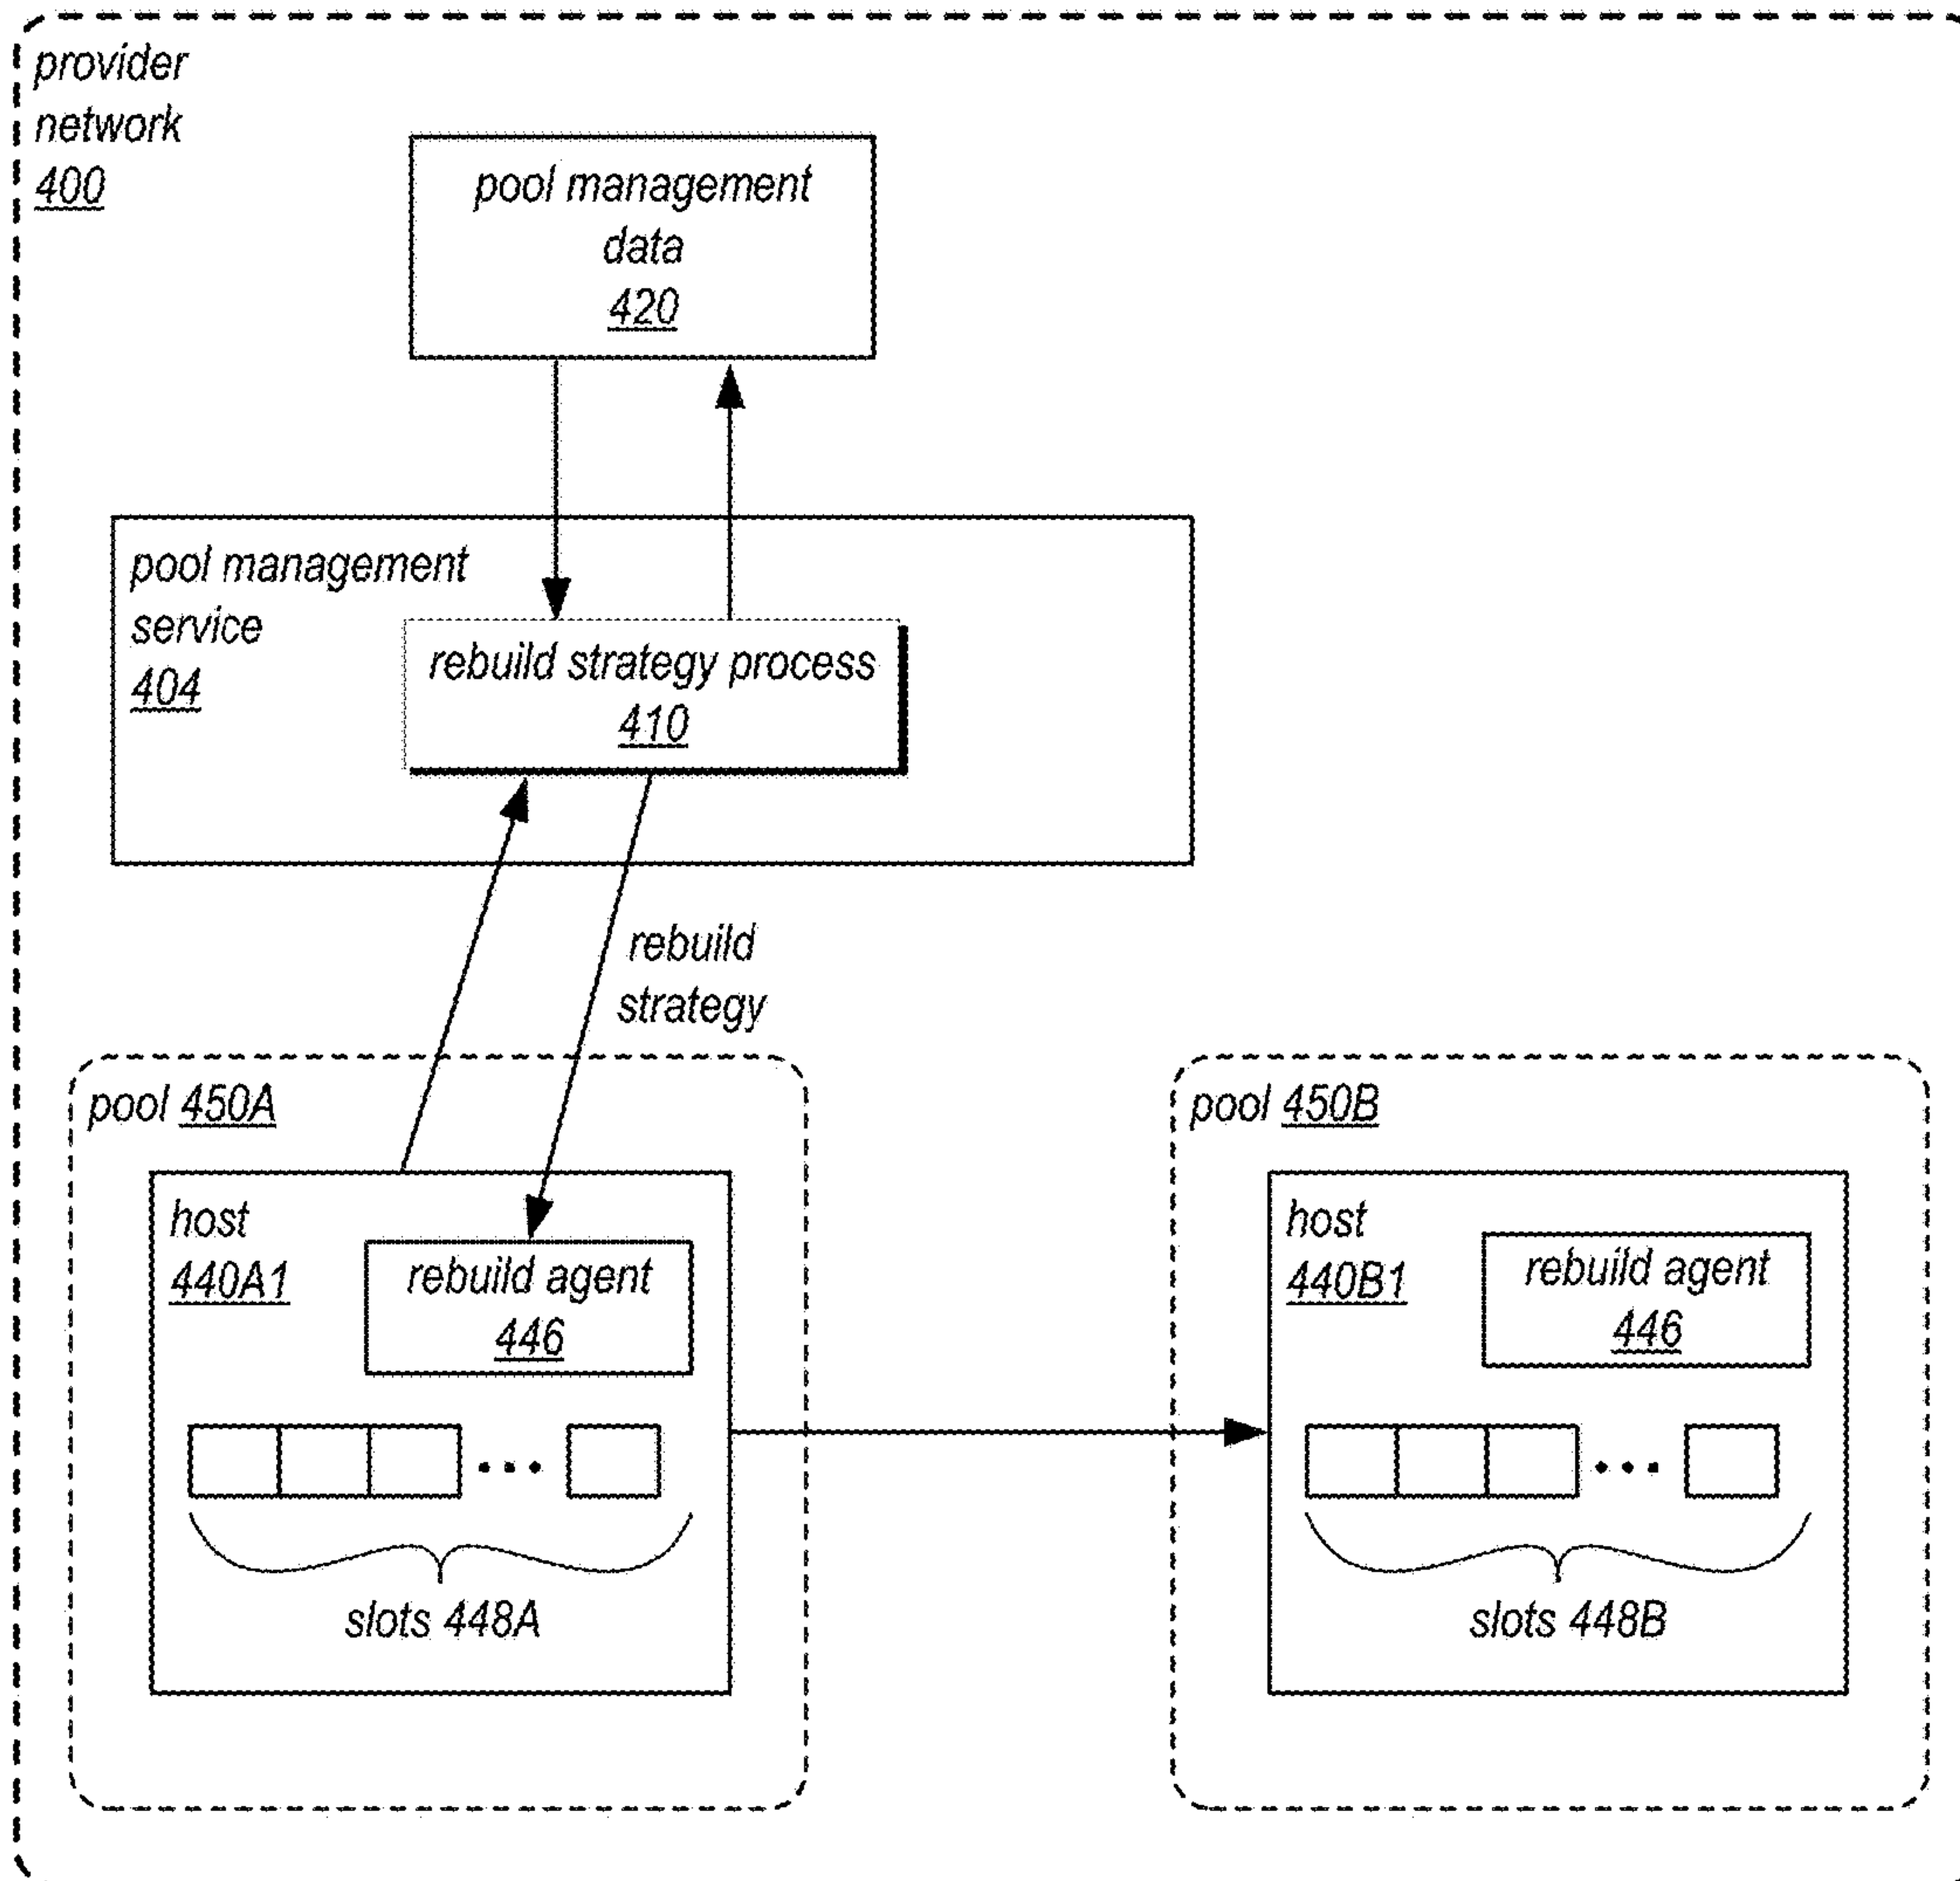 provider
network
400
pool management
data
420
pool management
service
404
rebuild strategy process
410
rebuild
strategy
pool 450A
host
440A1
rebuild agent
446
slots 448A
pool 450B
host
440B1
rebuild agent
446
slots 448B